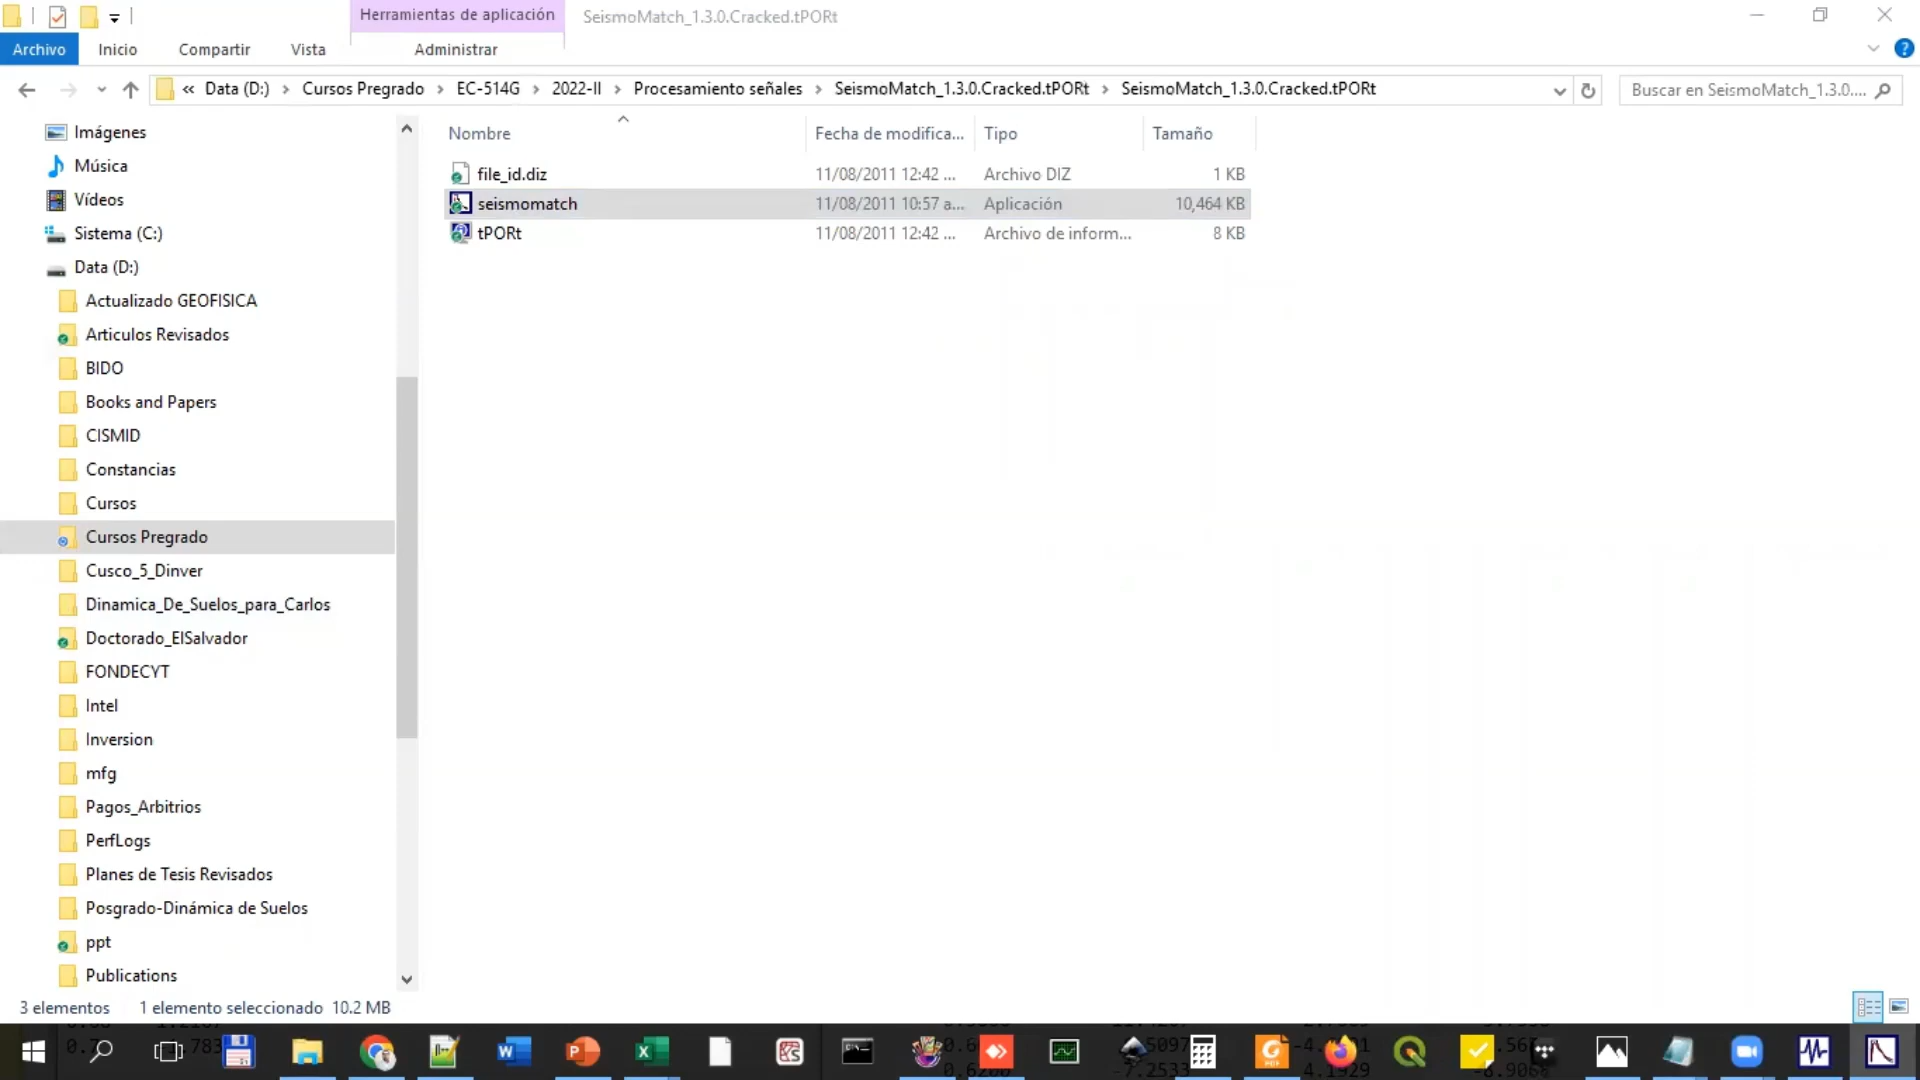 Herramientas de aplicación
SeismoMatch_1.3.0.Cracked.tPORt
Archivo
Inicio
Compartir
Vista
Administrar
« Data (D:) > Cursos Pregrado > EC-514G > 2022-II > Procesamiento señales > SeismoMatch_1.3.0.Cracked.tPORt > SeismoMatch_1.3.0.Cracked.tPORt
Buscar en SeismoMatch_1.3.0....
Nombre
Fecha de modifica...
Tipo
Tamaño
file_id.diz 11/08/2011 12:42 ... Archivo DIZ 1 KB
seismomatch 11/08/2011 10:57 a... Aplicación 10,464 KB
tPORt 11/08/2011 12:42 ... Archivo de inform... 8 KB
Imágenes
Música
Vídeos
Sistema (C:)
Data (D:)
Actualizado GEOFISICA
Articulos Revisados
BIDO
Books and Papers
CISMID
Constancias
Cursos
Cursos Pregrado
Cusco_5_Dinver
Dinamica_De_Suelos_para_Carlos
Doctorado_ElSalvador
FONDECYT
Intel
Inversion
mfg
Pagos_Arbitrios
PerfLogs
Planes de Tesis Revisados
Posgrado-Dinámica de Suelos
ppt
Publications
3 elementos
1 elemento seleccionado 10.2 MB